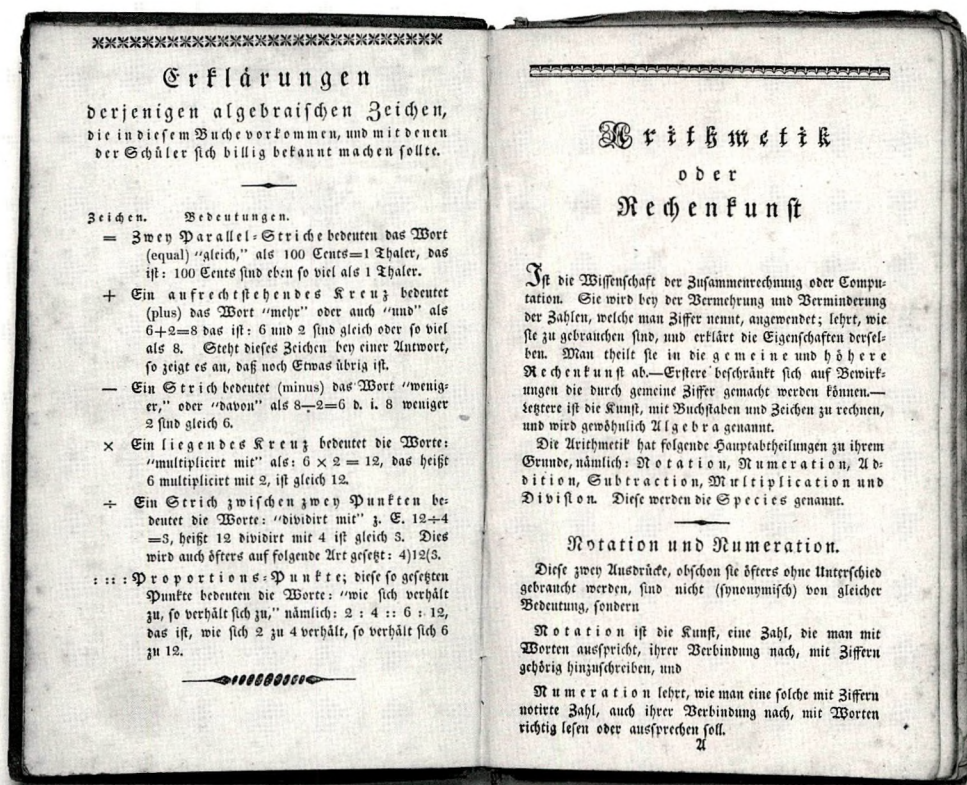 Erklärungen
derjenigen algebraischen Zeichen,
die in diesem Buche vorkommen, und mit denen
der Schüler sich billig bekannt machen sollte.
Zeichen. Bedeutungen.
= Zwey Parallel-Striche bedeuten das Wort
(equal) "gleich," als 100 Cents=1 Thaler, das
ist: 100 Cents sind eben so viel als 1 Thaler.
+ Ein aufrechtstehendes Kreuz bedeutet
(plus) das Wort "mehr" oder auch "und" als
6+2=8 das ist: 6 und 2 sind gleich oder so viel
als 8. Steht dieses Zeichen bey einer Antwort,
so zeigt es an, daß noch Etwas übrig ist.
— Ein Strich bedeutet (minus) das Wort "wenig-
er," oder "davon" als 8÷2=6 d. i. 8 weniger
2 sind gleich 6.
× Ein liegendes Kreuz bedeutet die Worte:
"multiplicirt mit" als: 6 × 2 = 12, das heißt
6 multiplicirt mit 2, ist gleich 12.
÷ Ein Strich zwischen zwey Punkten be-
deutet die Worte: "dividirt mit" z. E. 12÷4
=3, heißt 12 dividirt mit 4 ist gleich 3. Dies
wird auch öfters auf folgende Art gesetzt: 4)12(3.
: :: : Proportions-Punkte; diese so gesetzten
Punkte bedeuten die Worte: "wie sich verhält
zu, so verhält sich zu," nämlich: 2 : 4 :: 6 : 12,
das ist, wie sich 2 zu 4 verhält, so verhält sich 6
zu 12.
Arithmetik
oder
Rechenkunst
Ist die Wissenschaft der Zusammenrechnung oder Compu-
tation. Sie wird bey der Vermehrung und Verminderung
der Zahlen, welche man Ziffer nennt, angewendet; lehrt, wie
sie zu gebrauchen sind, und erklärt die Eigenschaften dersel-
ben. Man theilt sie in die gemeine und höhere
Rechenkunst ab.—Erstere beschränkt sich auf Bewirk-
ungen die durch gemeine Ziffer gemacht werden können.—
Letztere ist die Kunst, mit Buchstaben und Zeichen zu rechnen,
und wird gewöhnlich Algebra genannt.
Die Arithmetik hat folgende Hauptabtheilungen zu ihrem
Grunde, nämlich: Notation, Numeration, Ad-
dition, Subtraction, Multiplication und
Division. Diese werden die Species genannt.
Notation und Numeration.
Diese zwey Ausdrücke, obschon sie öfters ohne Unterschied
gebraucht werden, sind nicht (synonymisch) von gleicher
Bedeutung, sondern
Notation ist die Kunst, eine Zahl, die man mit
Worten ausspricht, ihrer Verbindung nach, mit Ziffern
gehörig hinzuschreiben, und
Numeration lehrt, wie man eine solche mit Ziffern
notirte Zahl, auch ihrer Verbindung nach, mit Worten
richtig lesen oder aussprechen soll.
A